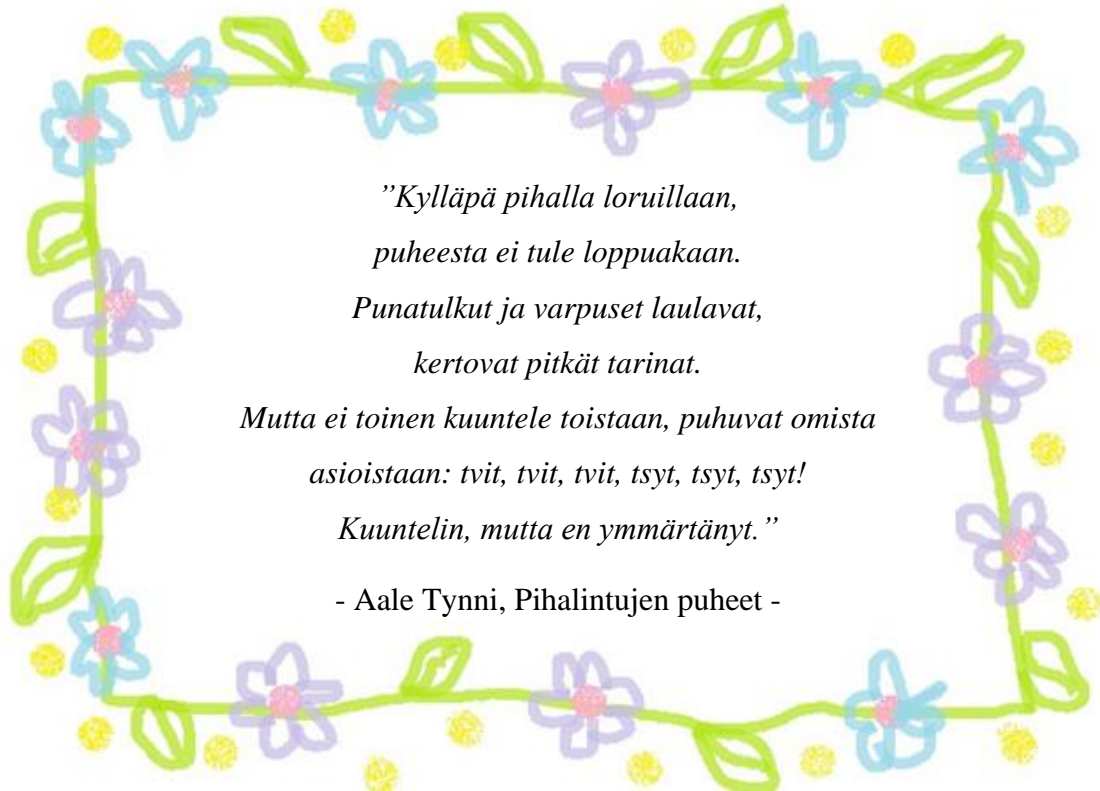 ”Kylläpä pihalla loruillaan,
puheesta ei tule loppuakaan.
Punatulkut ja varpuset laulavat,
kertovat pitkät tarinat.
Mutta ei toinen kuuntele toistaan, puhuvat omista
asioistaan: tvit, tvit, tvit, tsyt, tsyt, tsyt!
Kuuntelin, mutta en ymmärtänyt.”
- Aale Tynni, Pihalintujen puheet -